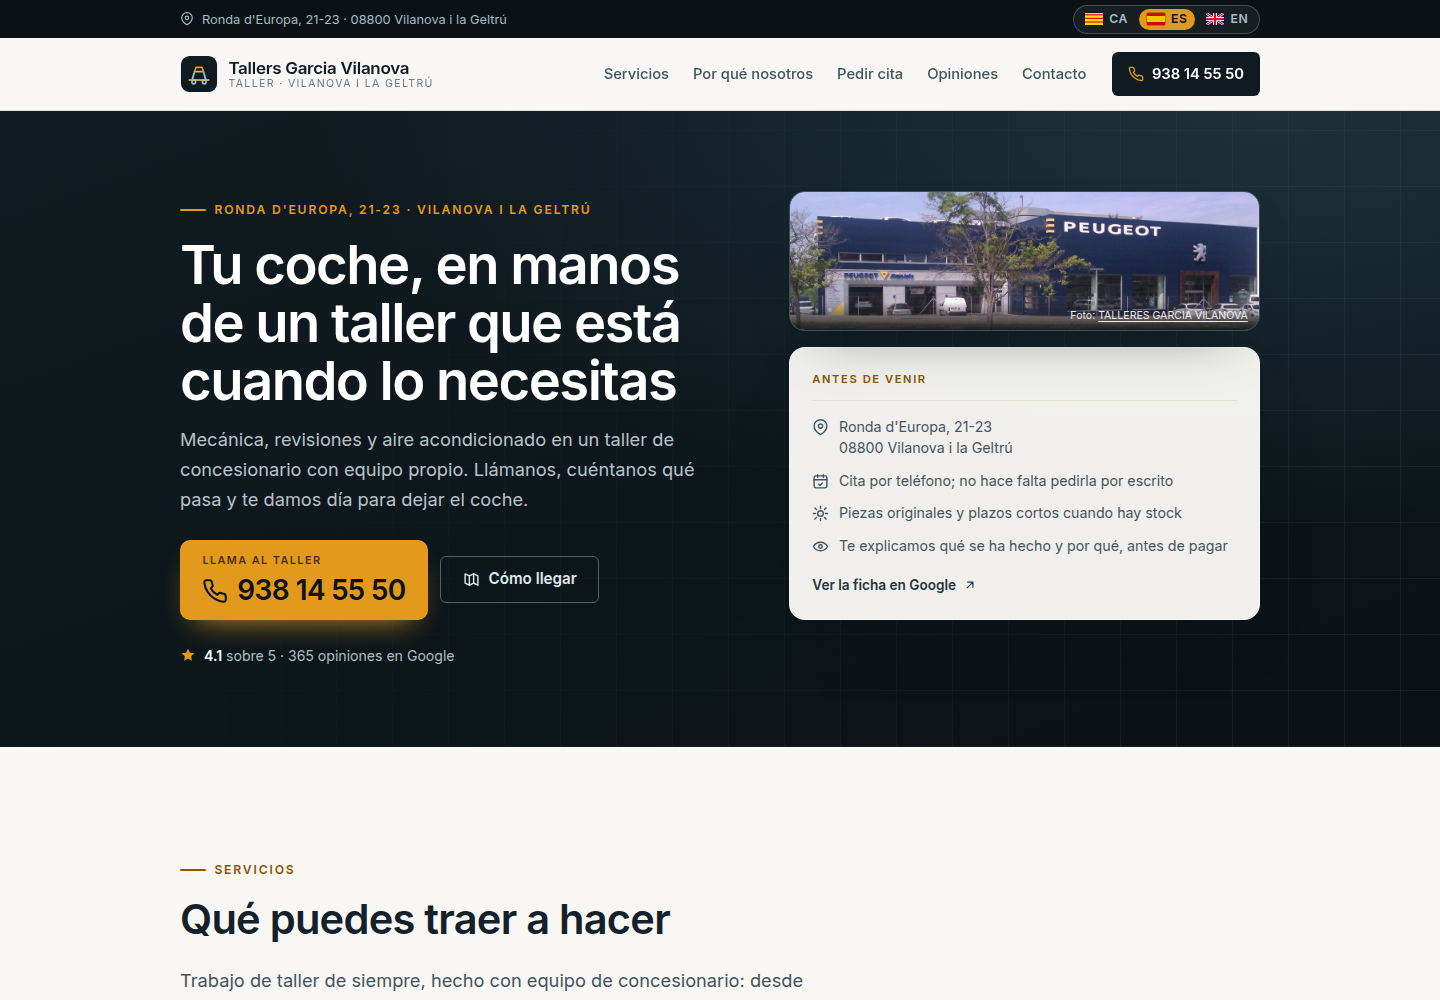 Ronda d'Europa, 21-23 · 08800 Vilanova i la Geltrú
CA
ES
EN
Tallers Garcia Vilanova
TALLER · VILANOVA I LA GELTRÚ
Servicios
Por qué nosotros
Pedir cita
Opiniones
Contacto
938 14 55 50
RONDA D'EUROPA, 21-23 · VILANOVA I LA GELTRÚ
Tu coche, en manos
de un taller que está
cuando lo necesitas
Mecánica, revisiones y aire acondicionado en un taller de
concesionario con equipo propio. Llámanos, cuéntanos qué
pasa y te damos día para dejar el coche.
LLAMA AL TALLER
938 14 55 50
Cómo llegar
4.1 sobre 5 · 365 opiniones en Google
PEUGEOT
PEUGEOT
Foto: TALLERES GARCIA VILANOVA
ANTES DE VENIR
Ronda d'Europa, 21-23
08800 Vilanova i la Geltrú
Cita por teléfono; no hace falta pedirla por escrito
Piezas originales y plazos cortos cuando hay stock
Te explicamos qué se ha hecho y por qué, antes de pagar
Ver la ficha en Google
SERVICIOS
Qué puedes traer a hacer
Trabajo de taller de siempre, hecho con equipo de concesionario: desde